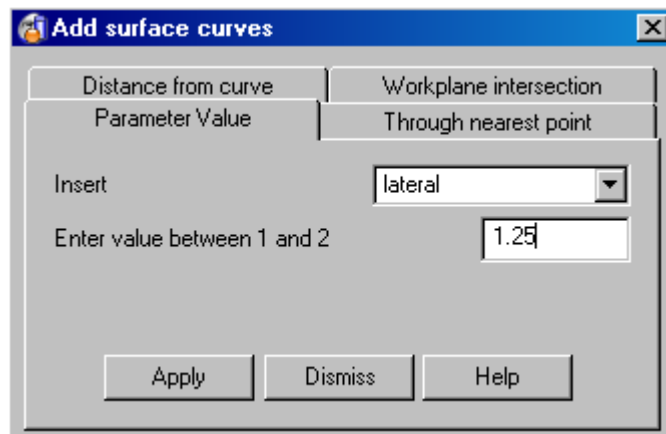 Add surface curves
Distance from curve
Workplane intersection
Parameter Value
Through nearest point
Insert
lateral
Enter value between 1 and 2
1.25
Apply
Dismiss
Help